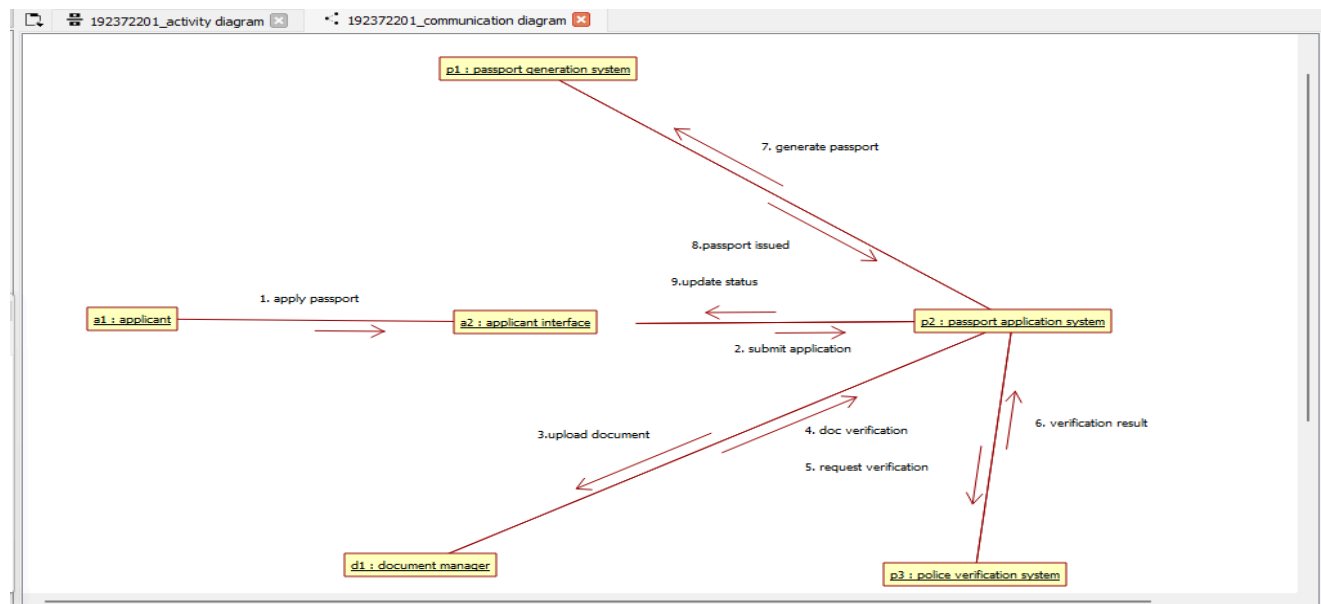 192372201_activity diagram
192372201_communication diagram
p1 : passport generation system
7. generate passport
8.passport issued
9.update status
1. apply passport
a1 : applicant
a2 : applicant interface
p2 : passport application system
2. submit application
3.upload document
4. doc verification
6. verification result
5. request verification
d1 : document manager
p3 : police verification system